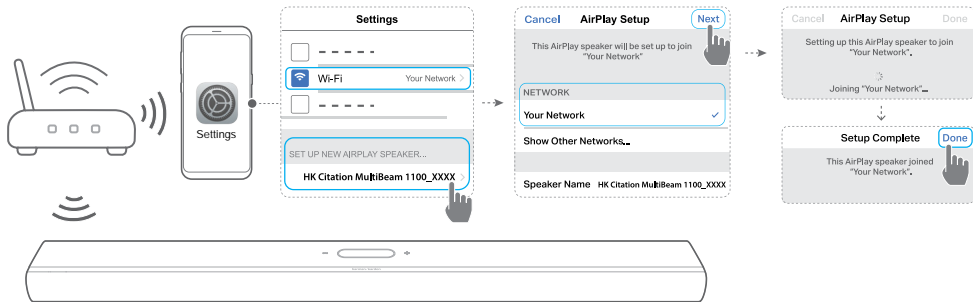 Settings
Settings
Wi-Fi
Your Network
SET UP NEW AIRPLAY SPEAKER...
HK Citation MultiBeam 1100_XXXX
Cancel
AirPlay Setup
Next
This AirPlay speaker will be set up to join
"Your Network"
NETWORK
Your Network
Show Other Networks...
Speaker Name
HK Citation MultiBeam 1100_XXXX
Cancel
AirPlay Setup
Done
Setting up this AirPlay speaker to join
"Your Network".
Joining "Your Network"...
Setup Complete
Done
This AirPlay speaker joined
"Your Network".